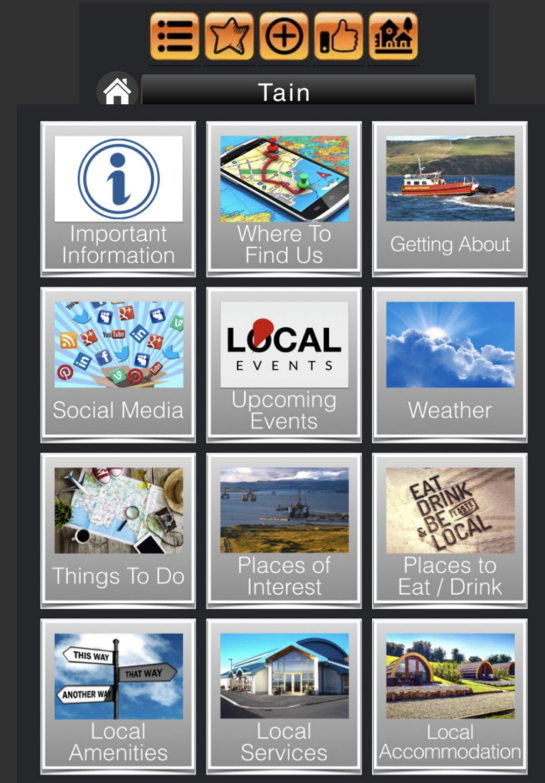 Tain
i
Important
Information
Where To
Find Us
Getting About
You Tube
Social Media
LOCAL
EVENTS
Upcoming
Events
Weather
Things To Do
Places of
Interest
EAT
DRINK
& BE
LOCAL
Places to
Eat / Drink
THIS WAY
THAT WAY
ANOTHER WAY
Local
Amenities
Local
Services
Local
Accommodation